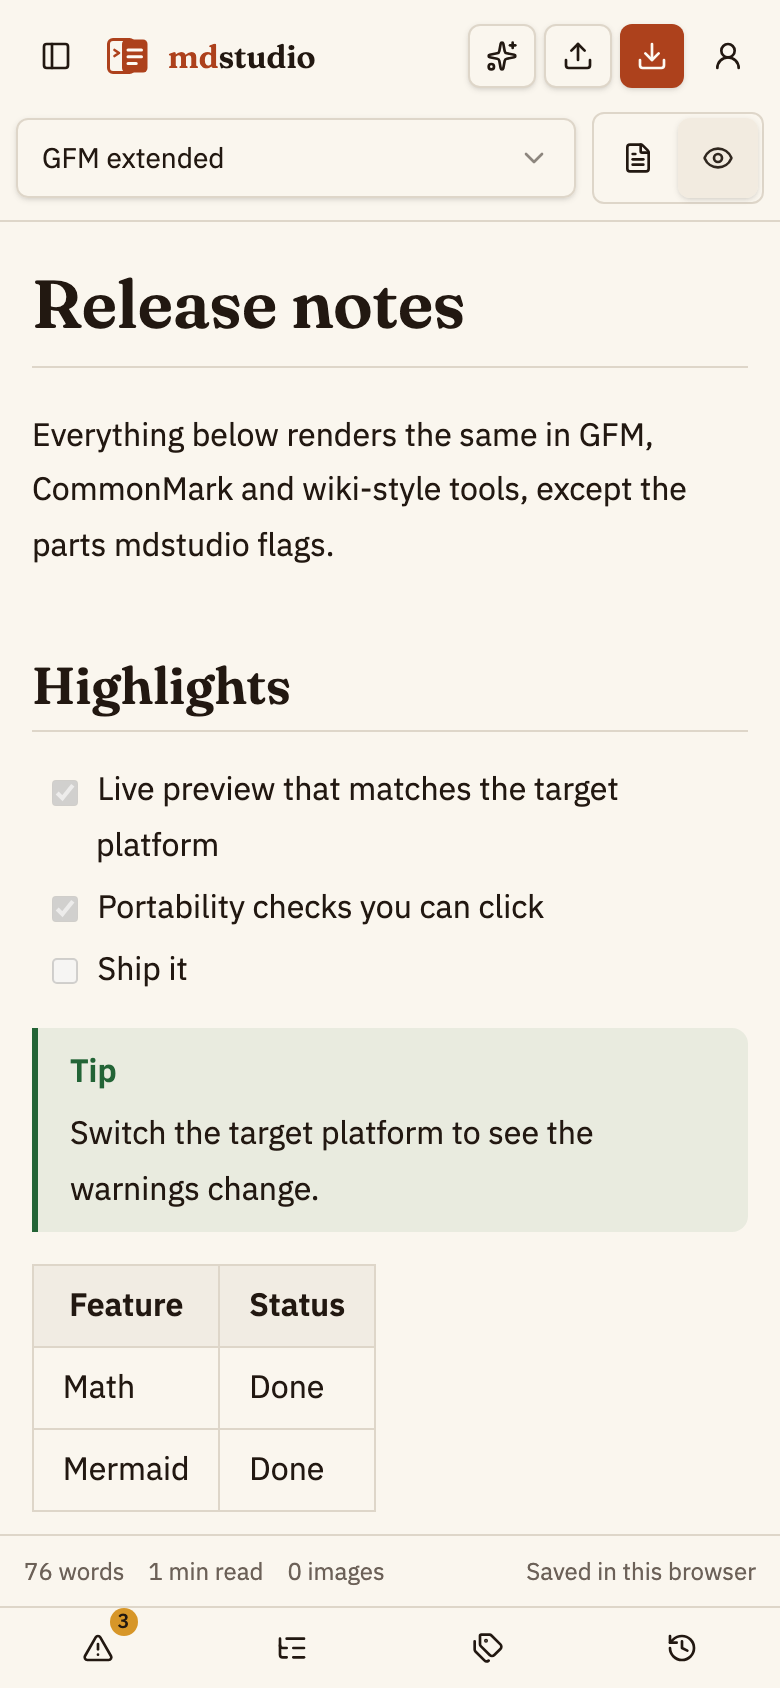 mdstudio
GFM extended
Release notes
Everything below renders the same in GFM,
CommonMark and wiki-style tools, except the
parts mdstudio flags.
Highlights
Live preview that matches the target
platform
Portability checks you can click
Ship it
Tip
Switch the target platform to see the
warnings change.
Feature Status
Math Done
Mermaid Done
76 words 1 min read 0 images Saved in this browser
3